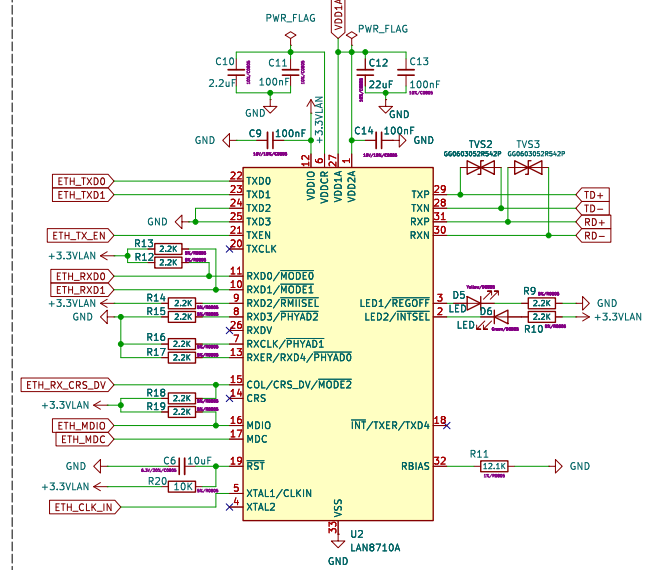 VDD1A
PWR_FLAG
PWR_FLAG
C10
2.2uF
C11
100nF
C12
22uF
C13
100nF
GND
+3.3VLAN
GND
GND
C9
100nF
10V/10%/C0805
C14
100nF
GND
TVS2
GG0603052R542P
TVS3
GG0603052R542P
12
6
27
1
VDDIO
VDDCR
VDD1A
VDD2A
ETH_TXD0
22
TXD0
ETH_TXD1
23
TXD1
24
TXD2
GND
25
TXD3
ETH_TX_EN
21
TXEN
20
TXCLK
TXP
29
TD+
TXN
28
TD-
RXP
31
RD+
RXN
30
RD-
R13
2.2K
+3.3VLAN
R12
2.2K
ETH_RXD0
11
RXD0/MODE0
ETH_RXD1
10
RXD1/MODE1
+3.3VLAN
R14
2.2K
9
RXD2/RMIISEL
GND
R15
2.2K
8
RXD3/PHYAD2
26
RXDV
R16
2.2K
7
RXCLK/PHYAD1
R17
2.2K
13
RXER/RXD4/PHYAD0
LED1/REGOFF
3
D5
LED
R9
2.2K
GND
LED2/INTSEL
2
D6
LED
R10
2.2K
+3.3VLAN
ETH_RX_CRS_DV
15
COL/CRS_DV/MODE2
R18
2.2K
14
CRS
+3.3VLAN
R19
2.2K
ETH_MDIO
16
MDIO
ETH_MDC
17
MDC
INT/TXER/TXD4
18
GND
C6
10uF
19
RST
+3.3VLAN
R20
10K
5
XTAL1/CLKIN
ETH_CLK_IN
4
XTAL2
RBIAS
32
R11
12.1K
GND
VSS
33
U2
LAN8710A
GND